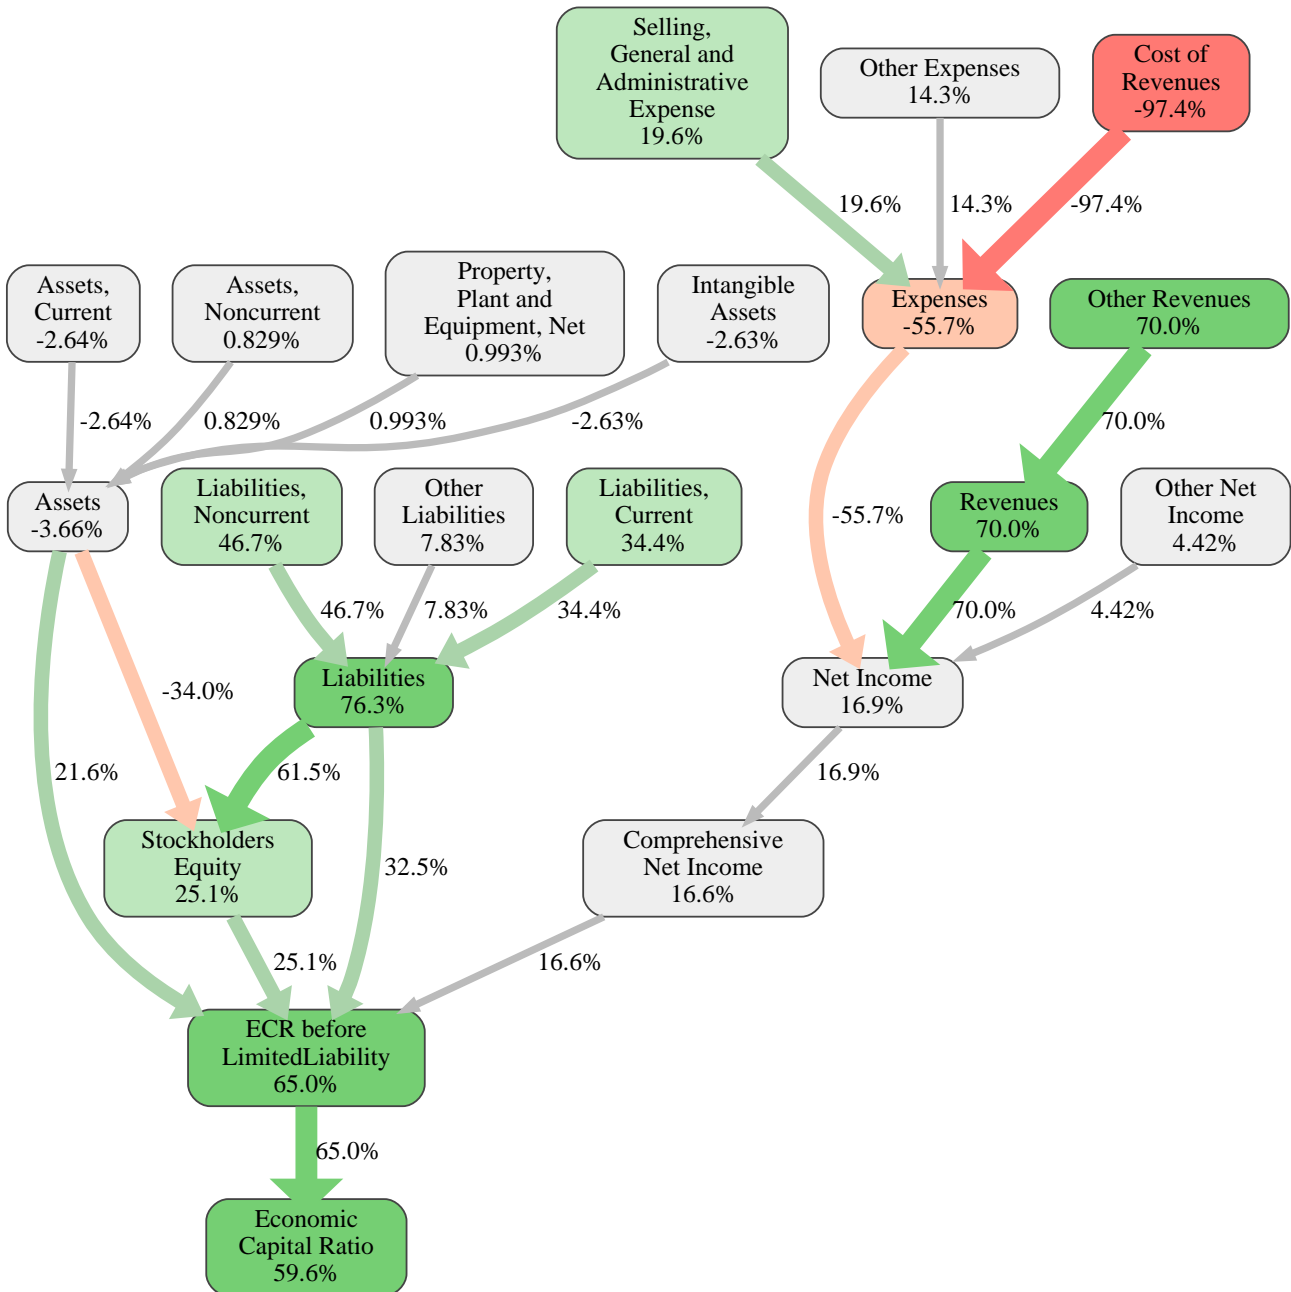 Selling,
General and
Administrative
Expense
19.6%
Other Expenses
14.3%
Cost of
Revenues
-97.4%
19.6%
14.3%
-97.4%
Assets,
Current
-2.64%
Assets,
Noncurrent
0.829%
Property,
Plant and
Equipment, Net
0.993%
Intangible
Assets
-2.63%
Expenses
-55.7%
Other Revenues
70.0%
-2.64%
0.829%
0.993%
-2.63%
70.0%
Assets
-3.66%
Liabilities,
Noncurrent
46.7%
Other
Liabilities
7.83%
Liabilities,
Current
34.4%
-55.7%
Revenues
70.0%
Other Net
Income
4.42%
46.7%
7.83%
34.4%
70.0%
4.42%
-34.0%
Liabilities
76.3%
Net Income
16.9%
21.6%
61.5%
16.9%
Stockholders
Equity
25.1%
32.5%
Comprehensive
Net Income
16.6%
25.1%
16.6%
ECR before
LimitedLiability
65.0%
65.0%
Economic
Capital Ratio
59.6%